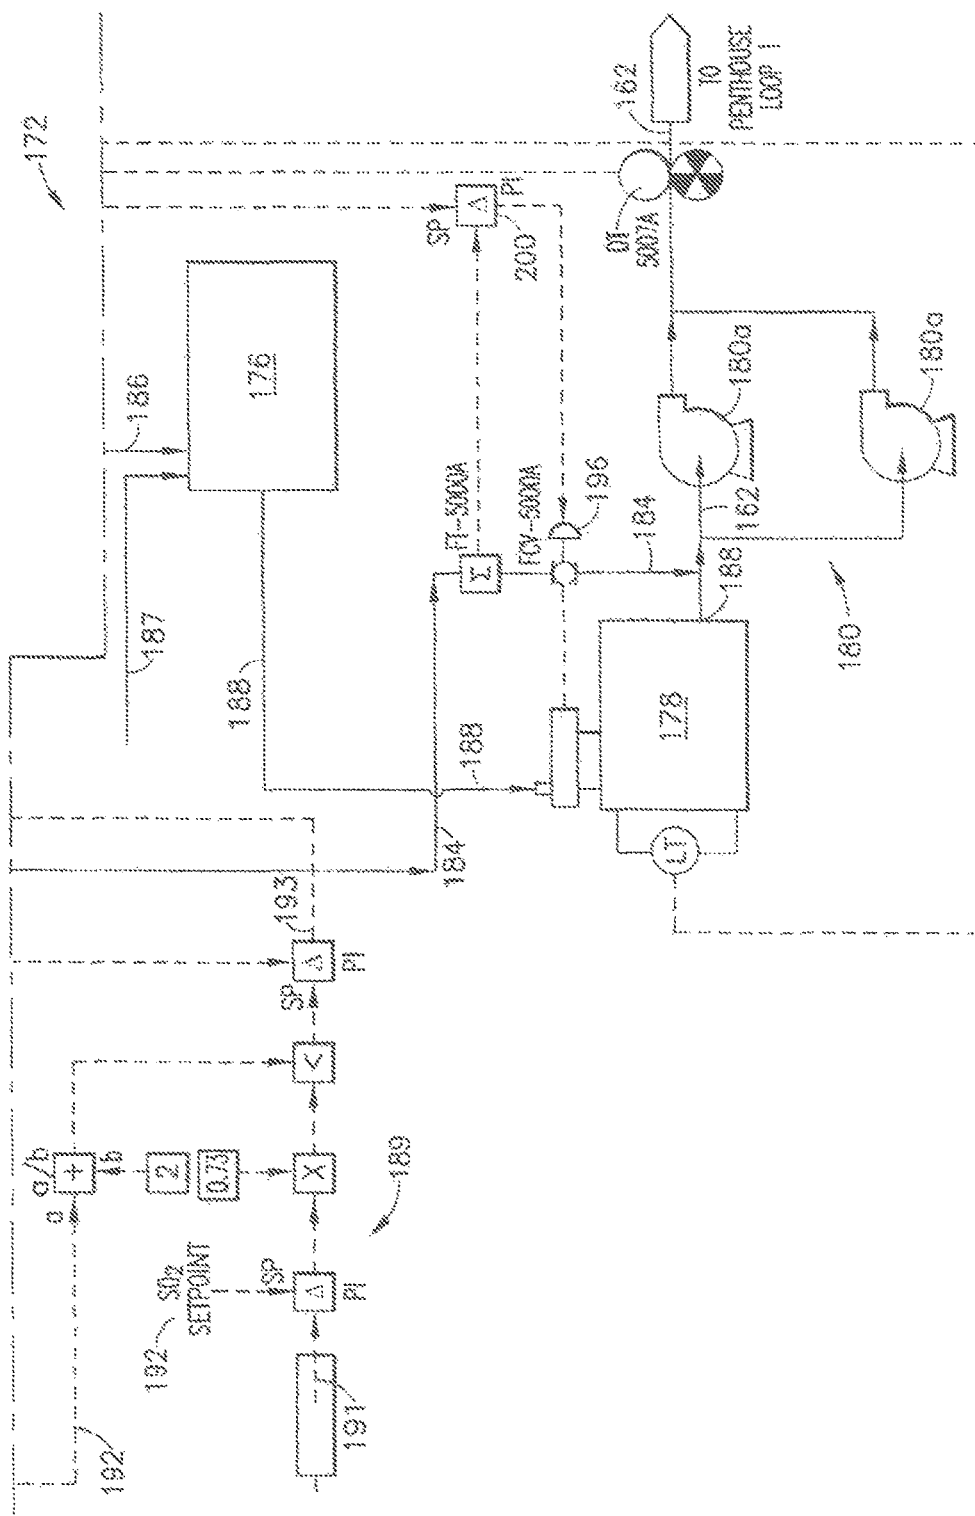 172
186
187
176
188
188
184
193
SP
PI
a/b
a
b
2
0.73
X
<
Δ
SO₂
SETPOINT
192
SP
Δ
PI
189
191
192
SP
Δ
PI
200
FT-5000A
Σ
FCV-5000A
196
184
188
162
178
LT
180
180a
180a
DT
5007A
162
TO
PENTHOUSE
LOOP 1